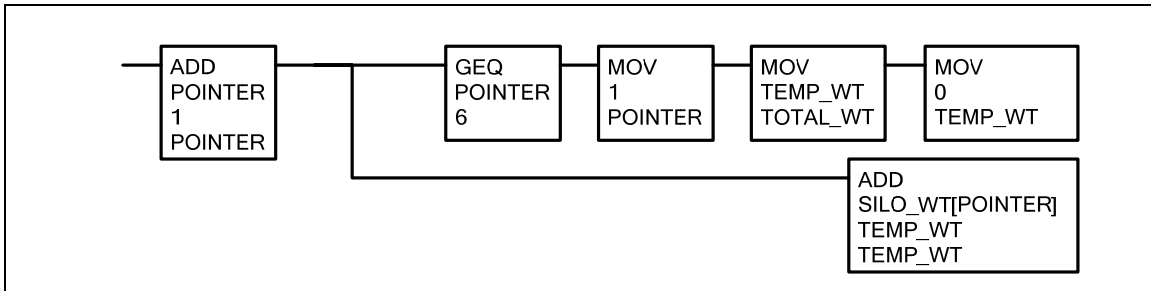 ADD
POINTER
1
POINTER
GEQ
POINTER
6
MOV
1
POINTER
MOV
TEMP_WT
TOTAL_WT
MOV
0
TEMP_WT
ADD
SILO_WT[POINTER]
TEMP_WT
TEMP_WT